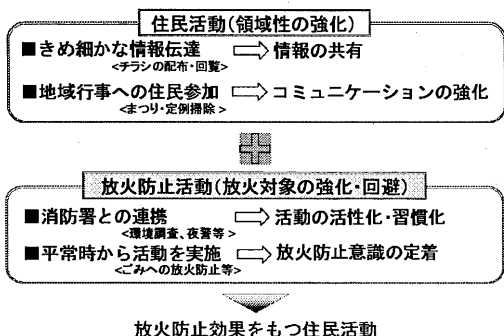 住民活動(領域性の強化)
■きめ細かな情報伝達 ⇨ 情報の共有
<チラシの配布・回覧>
■地域行事への住民参加 ⇨ コミュニケーションの強化
<まつり・定例掃除>
放火防止活動(放火対象の強化・回避)
■消防署との連携 ⇨ 活動の活性化・習慣化
<環境調査、夜警等>
■平常時から活動を実施 ⇨ 放火防止意識の定着
<ごみへの放火防止等>
放火防止効果をもつ住民活動